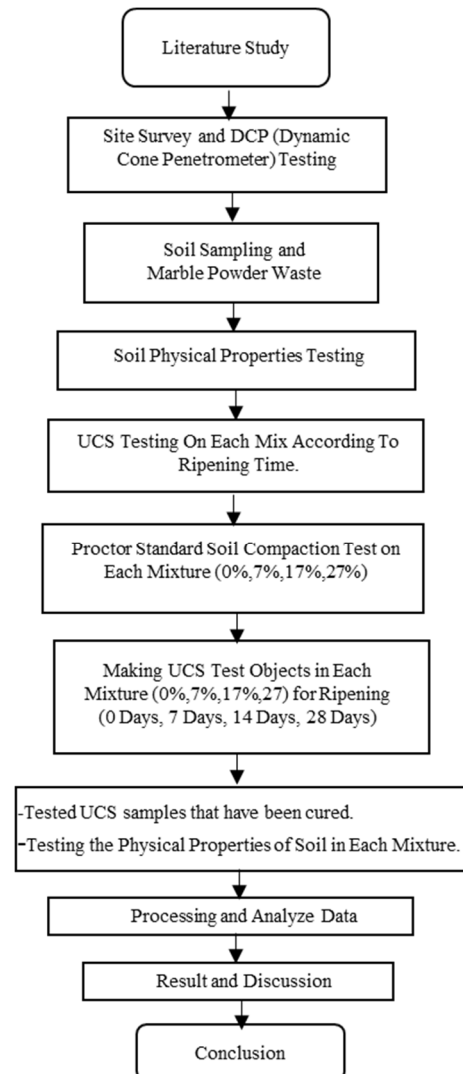 Literature Study
Site Survey and DCP (Dynamic
Cone Penetrometer) Testing
Soil Sampling and
Marble Powder Waste
Soil Physical Properties Testing
UCS Testing On Each Mix According To
Ripening Time.
Proctor Standard Soil Compaction Test on
Each Mixture (0%,7%,17%,27%)
Making UCS Test Objects in Each
Mixture (0%,7%,17%,27) for Ripening
(0 Days, 7 Days, 14 Days, 28 Days)
-Tested UCS samples that have been cured.
-Testing the Physical Properties of Soil in Each Mixture.
Processing and Analyze Data
Result and Discussion
Conclusion